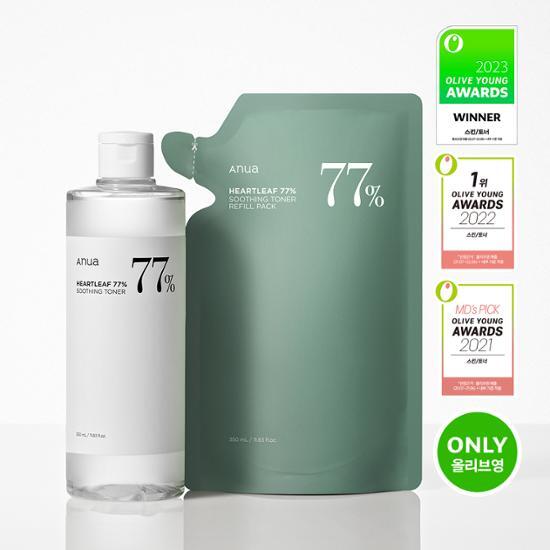 Anua
HEARTLEAF 77%
SOOTHING TONER
77%
350 mL / 11.83 fl.oz.
Anua
HEARTLEAF 77%
SOOTHING TONER
REFILL PACK
77%
350 mL / 11.83 fl.oz.
2023
OLIVE YOUNG
AWARDS
WINNER
스킨/토너
1위
OLIVE YOUNG
AWARDS
2022
스킨/토너
MD's PICK
OLIVE YOUNG
AWARDS
2021
스킨/토너
ONLY
올리브영